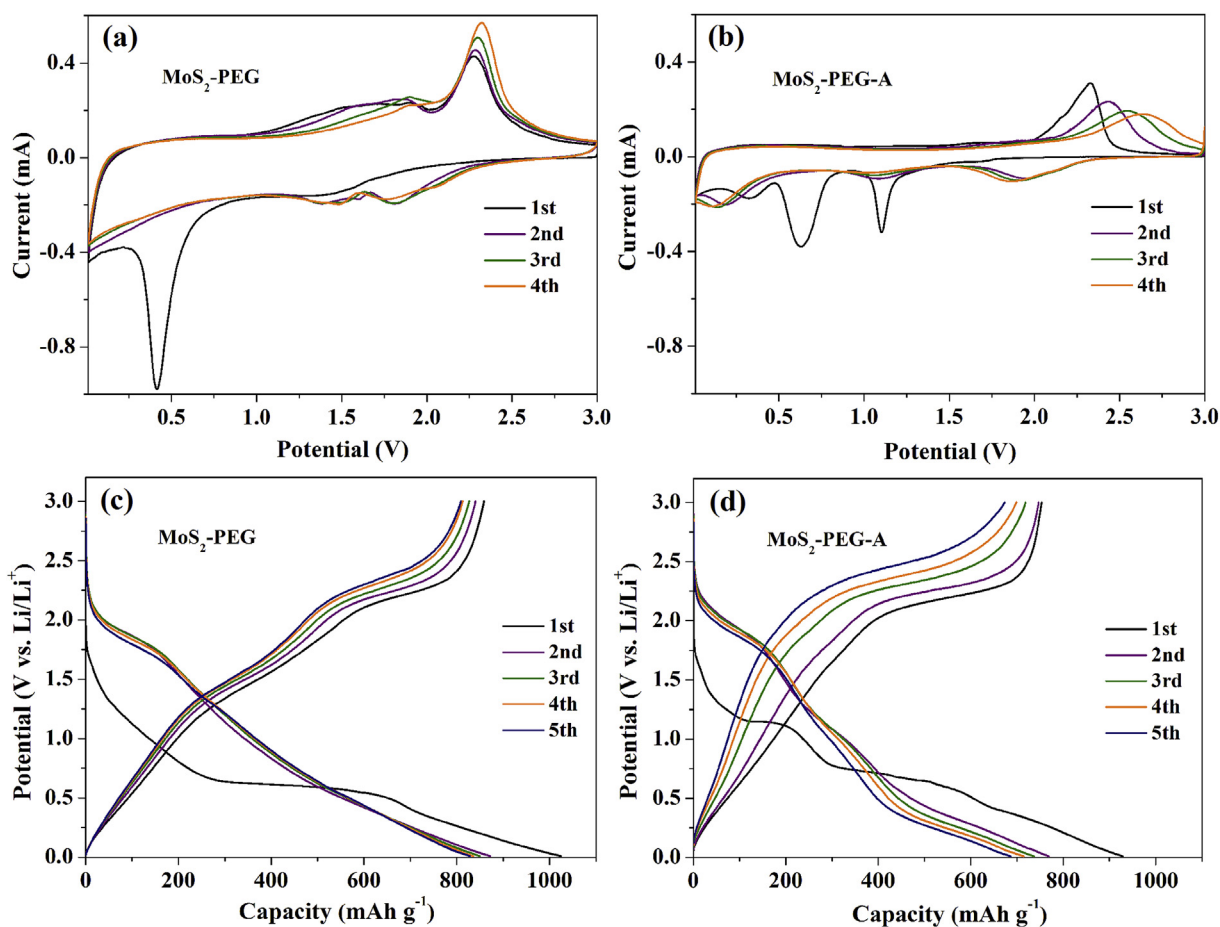 (a)
MoS₂-PEG
Current (mA)
0.4
0.0
-0.4
-0.8
0.5
1.0
1.5
2.0
2.5
3.0
Potential (V)
1st
2nd
3rd
4th
(b)
MoS₂-PEG-A
Current (mA)
0.4
0.0
-0.4
-0.8
0.5
1.0
1.5
2.0
2.5
3.0
Potential (V)
1st
2nd
3rd
4th
(c)
MoS₂-PEG
Potential (V vs. Li/Li⁺)
3.0
2.5
2.0
1.5
1.0
0.5
0.0
0
200
400
600
800
1000
Capacity (mAh g⁻¹)
1st
2nd
3rd
4th
5th
(d)
MoS₂-PEG-A
Potential (V vs. Li/Li⁺)
3.0
2.5
2.0
1.5
1.0
0.5
0.0
0
200
400
600
800
1000
Capacity (mAh g⁻¹)
1st
2nd
3rd
4th
5th